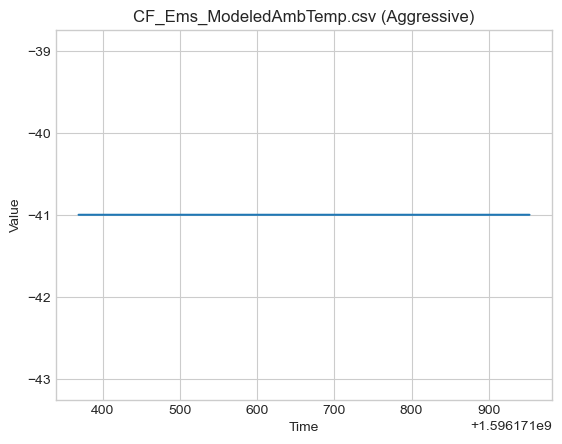 CF_Ems_ModeledAmbTemp.csv (Aggressive)
−39
−40
−41
−42
−43
Value
400 500 600 700 800 900
Time
+1.596171e9